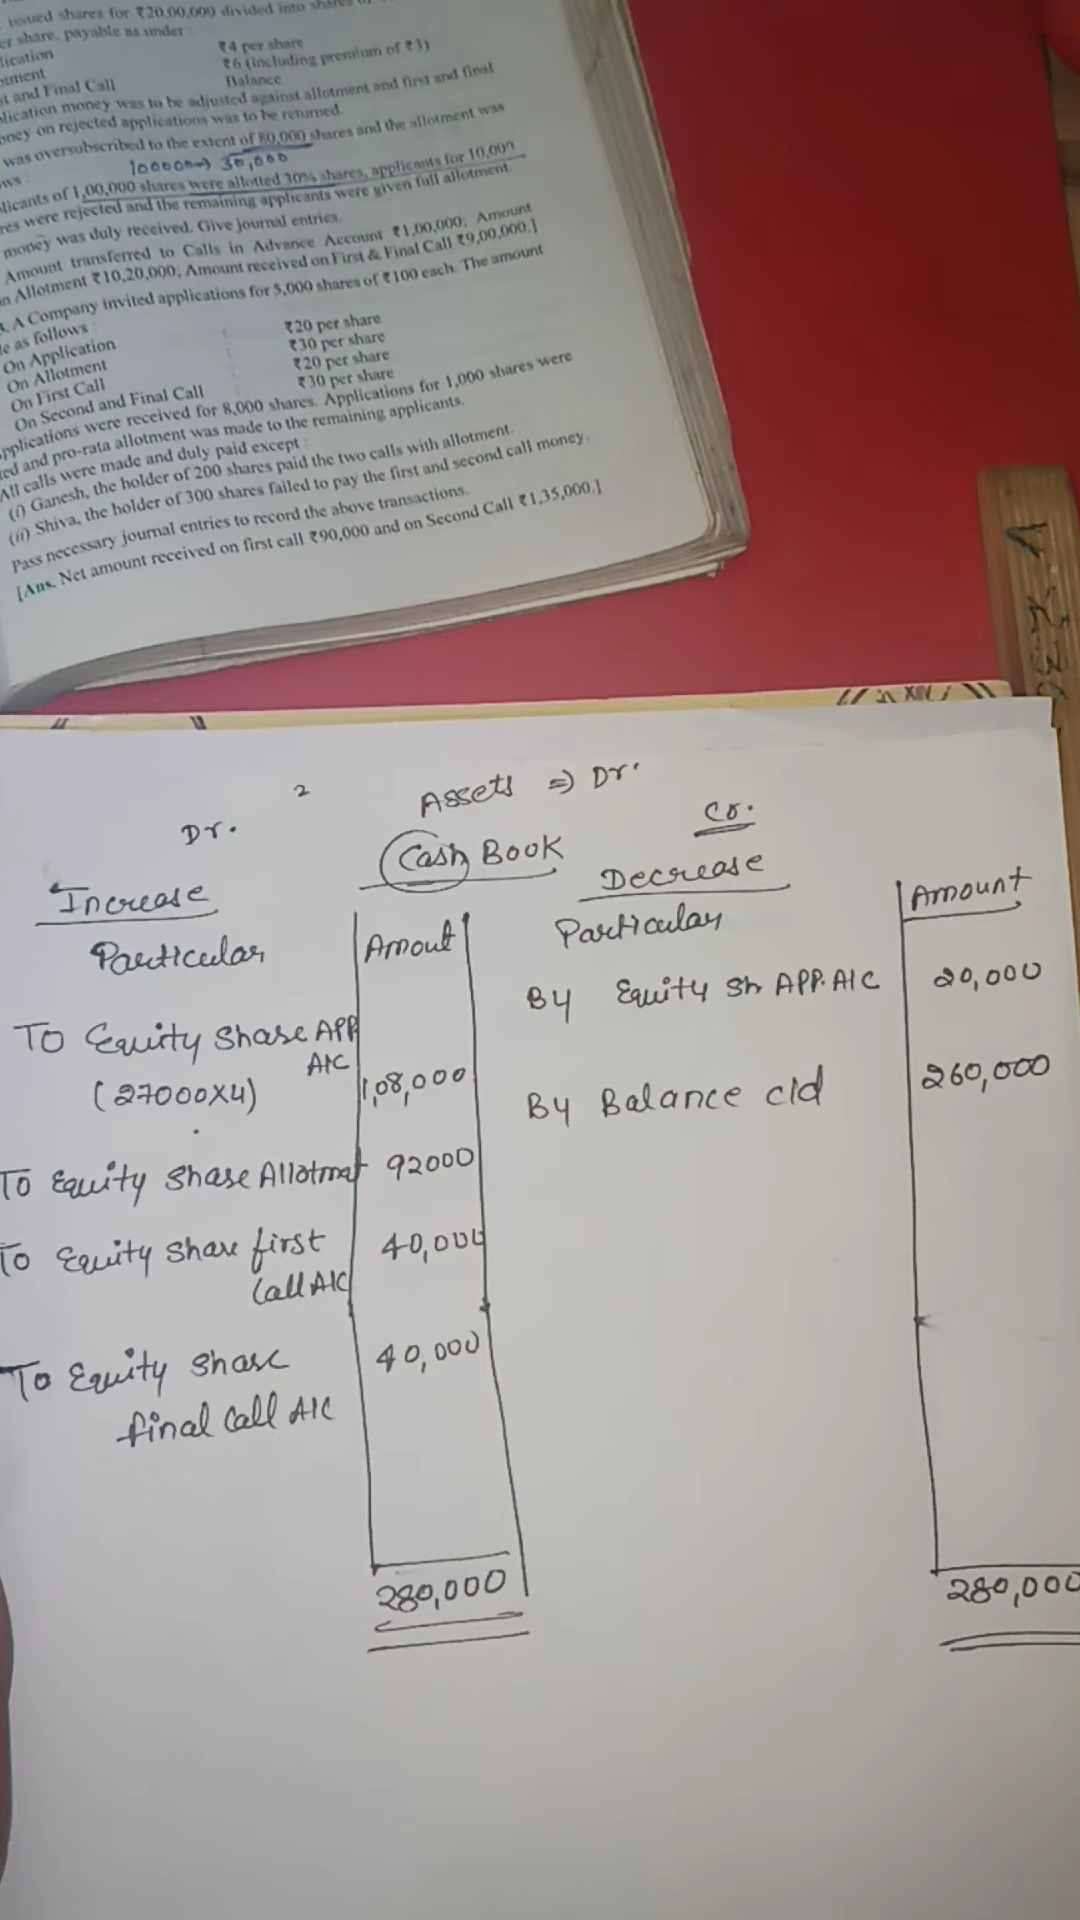 issued shares for ₹20,00,000 divided into shares
er share, payable as under
lication ₹4 per share
otment ₹6 (including premium of ₹3)
st and Final Call Balance
lication money was to be adjusted against allotment and first and final
oney on rejected applications was to be returned.
was oversubscribed to the extent of 80,000 shares and the allotment was
100000→ 30,000
ws :
licants of 1,00,000 shares were allotted 30% shares, applicants for 10,000
res were rejected and the remaining applicants were given full allotment.
money was duly received. Give journal entries.
Amount transferred to Calls in Advance Account ₹1,00,000; Amount
n Allotment ₹10,20,000; Amount received on First & Final Call ₹9,00,000.]
A Company invited applications for 5,000 shares of ₹100 each. The amount
le as follows :
On Application : ₹20 per share
On Allotment : ₹30 per share
On First Call : ₹20 per share
On Second and Final Call : ₹30 per share
pplications were received for 8,000 shares. Applications for 1,000 shares were
ted and pro-rata allotment was made to the remaining applicants.
All calls were made and duly paid except :
(i) Ganesh, the holder of 200 shares paid the two calls with allotment.
(ii) Shiva, the holder of 300 shares failed to pay the first and second call money.
Pass necessary journal entries to record the above transactions.
[Ans. Net amount received on first call ₹90,000 and on Second Call ₹1,35,000.]
2 Assets ⇒ Dr.
Dr. Cr.
Cash Book
Increase Decrease
Particular Amout Particular Amount
By Equity Sh APP. A/C 20,000
To Equity Share APP
A/C
(27000x4) 1,08,000
By Balance c/d 260,000
To Equity Share Allotmet 92000
To Equity Share first 40,000
Call A/C
To Equity Share 40,000
final Call A/C
280,000 280,000